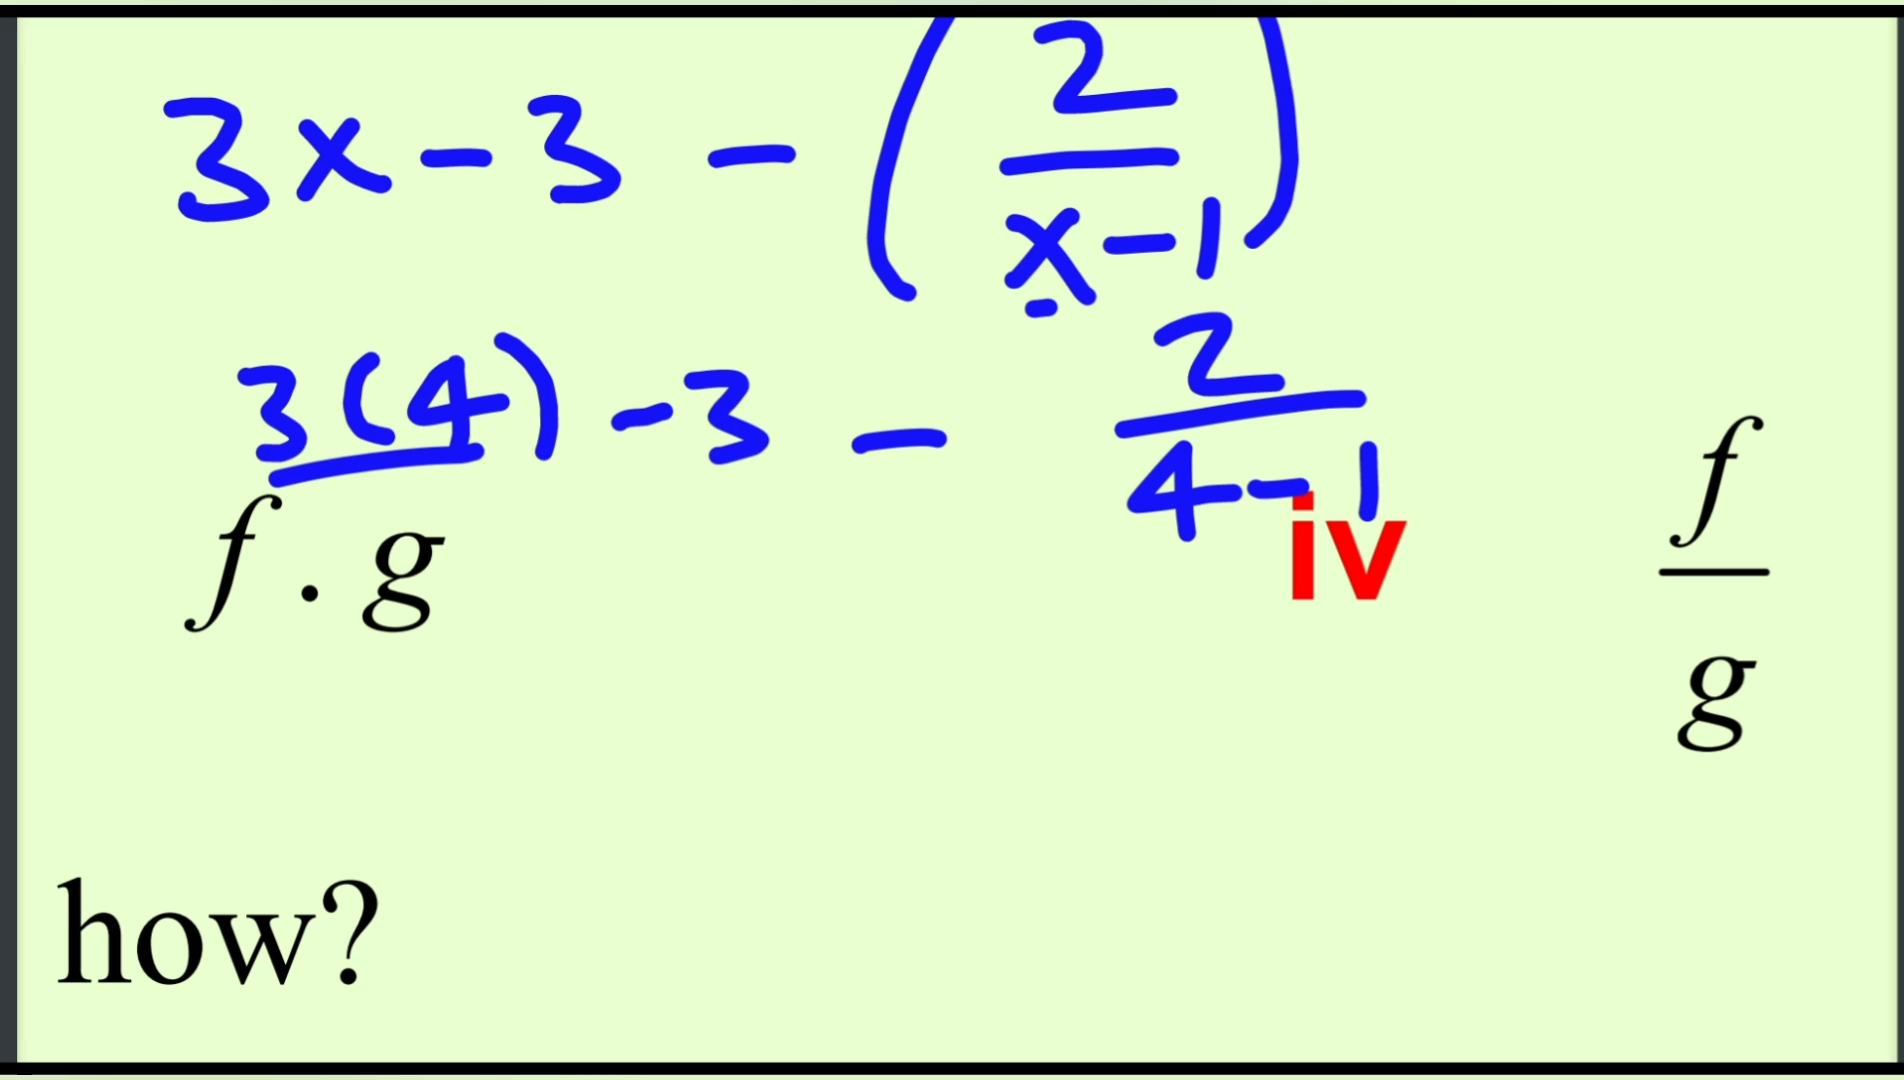 3x - 3 - (2/(x-1))
3(4) - 3 - 2/(4-1)
f . g
iv
f
g
how?